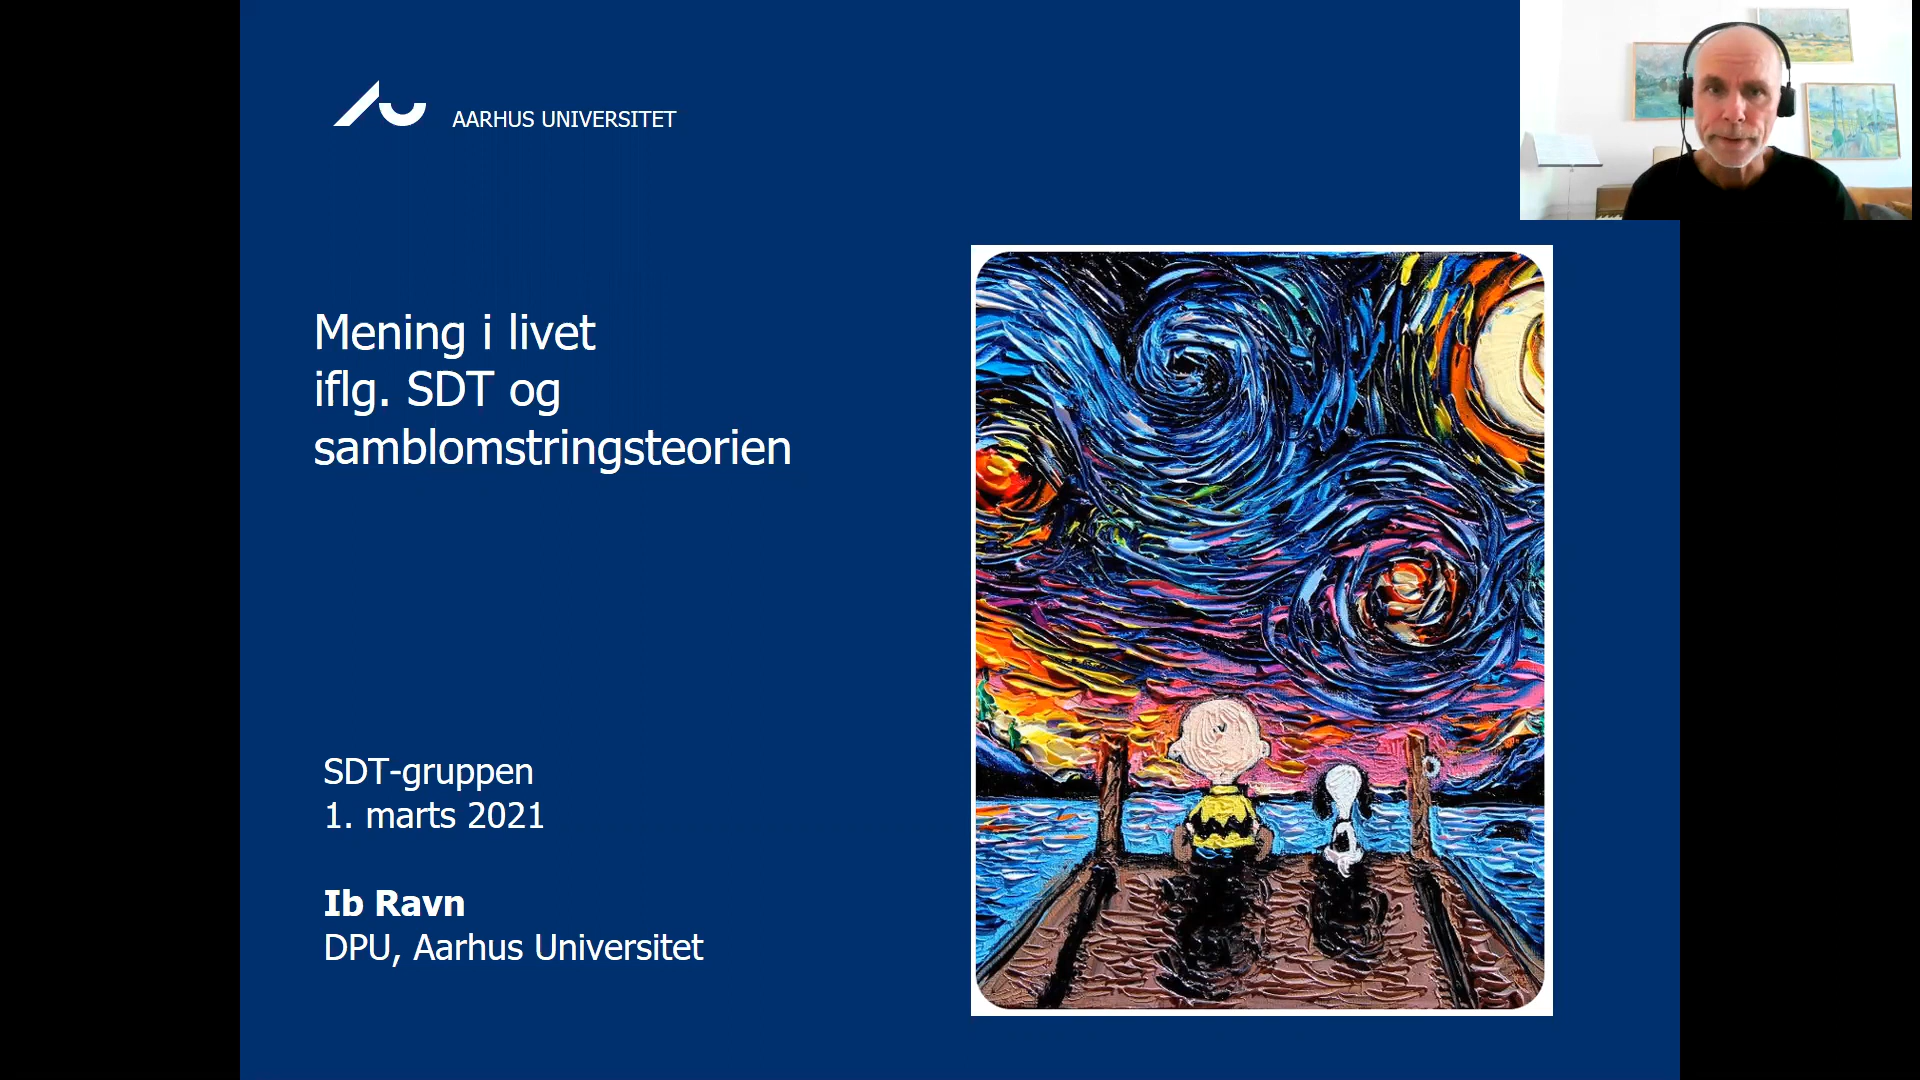 AARHUS UNIVERSITET
Mening i livet
iflg. SDT og
samblomstringsteorien
SDT-gruppen
1. marts 2021
Ib Ravn
DPU, Aarhus Universitet